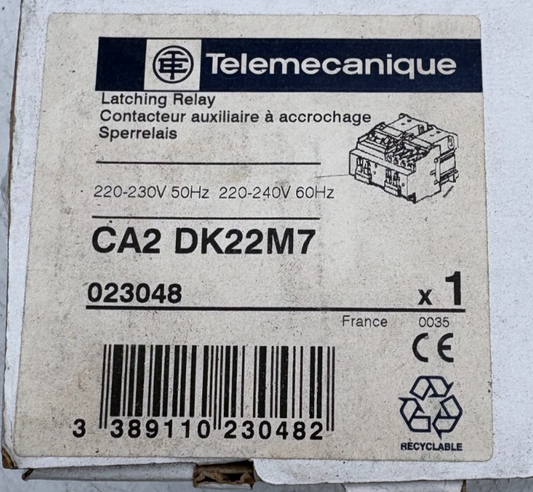 Telemecanique
Latching Relay
Contacteur auxiliaire à accrochage
Sperrelais
220-230V 50Hz 220-240V 60Hz
CA2 DK22M7
023048
x 1
France 0035
CE
3 389110 230482
RECYCLABLE